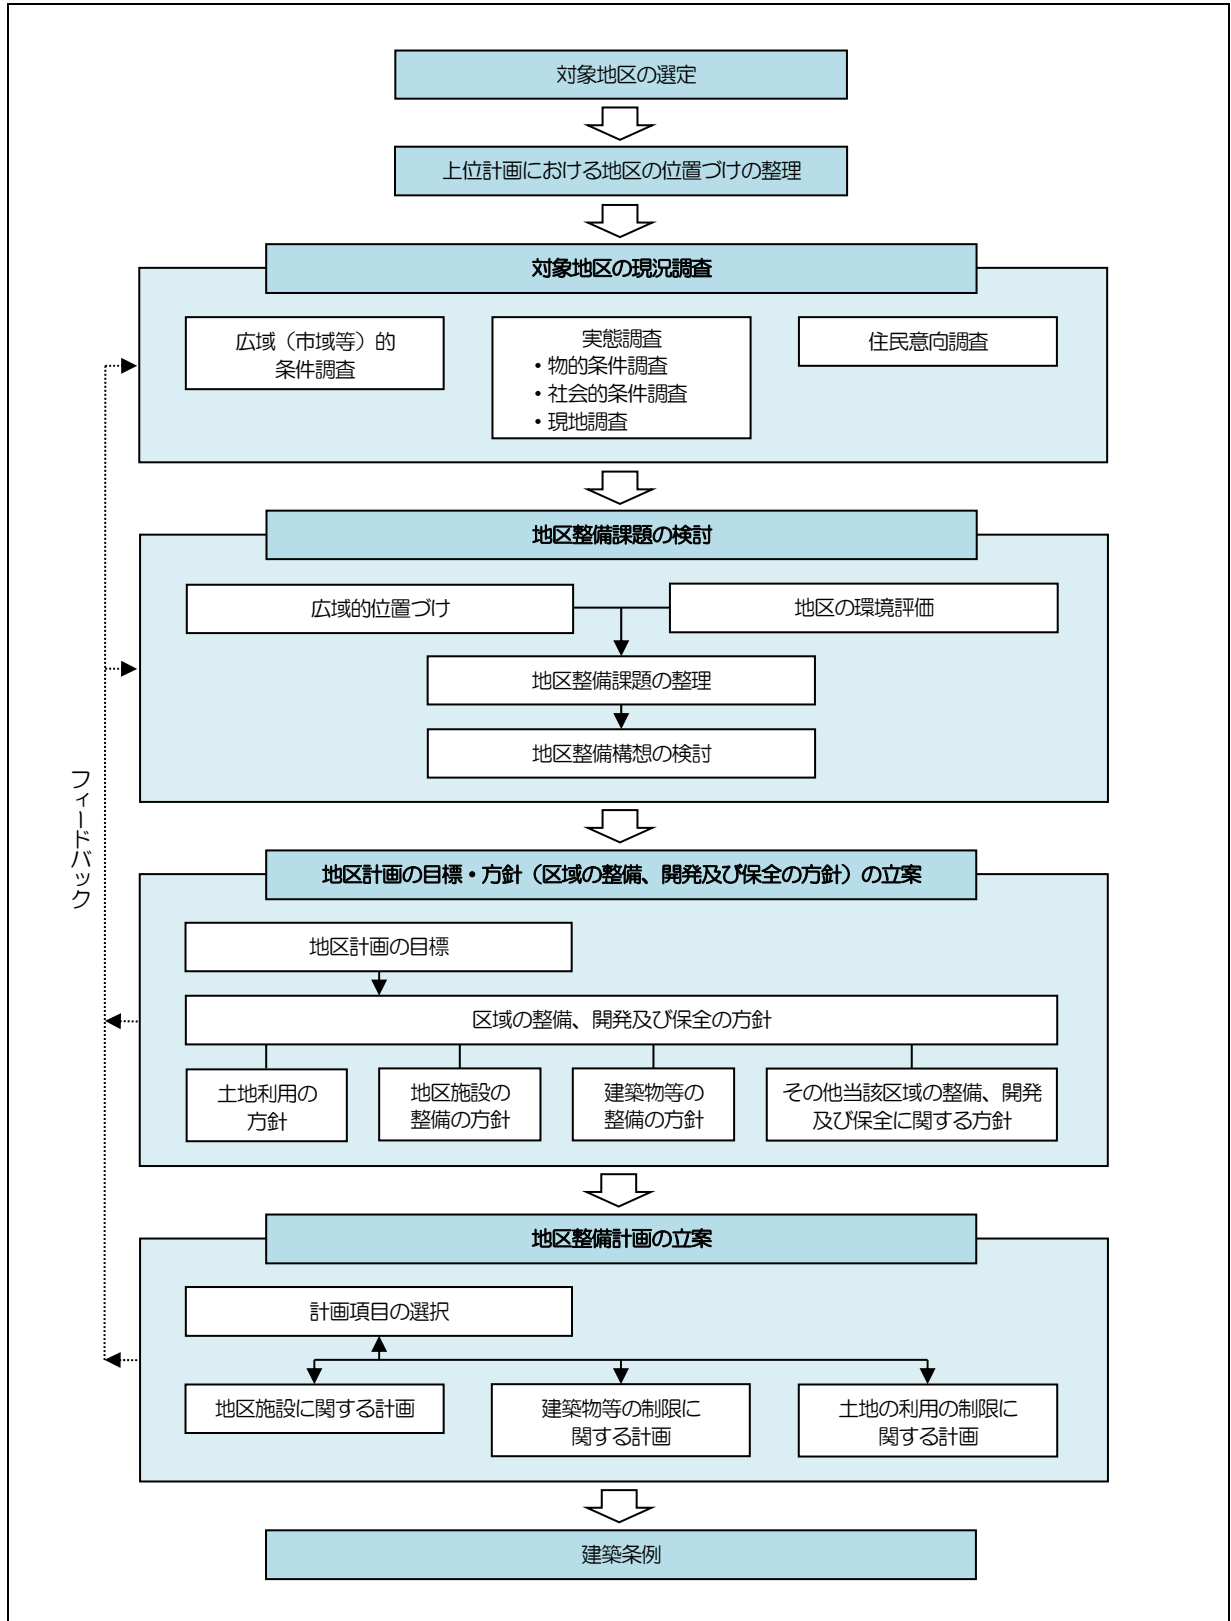 対象地区の選定
上位計画における地区の位置づけの整理
対象地区の現況調査
広域（市域等）的
条件調査
実態調査
・物的条件調査
・社会的条件調査
・現地調査
住民意向調査
地区整備課題の検討
広域的位置づけ
地区の環境評価
地区整備課題の整理
地区整備構想の検討
フィードバック
地区計画の目標・方針（区域の整備、開発及び保全の方針）の立案
地区計画の目標
区域の整備、開発及び保全の方針
土地利用の
方針
地区施設の
整備の方針
建築物等の
整備の方針
その他当該区域の整備、開発
及び保全に関する方針
地区整備計画の立案
計画項目の選択
地区施設に関する計画
建築物等の制限に
関する計画
土地の利用の制限に
関する計画
建築条例